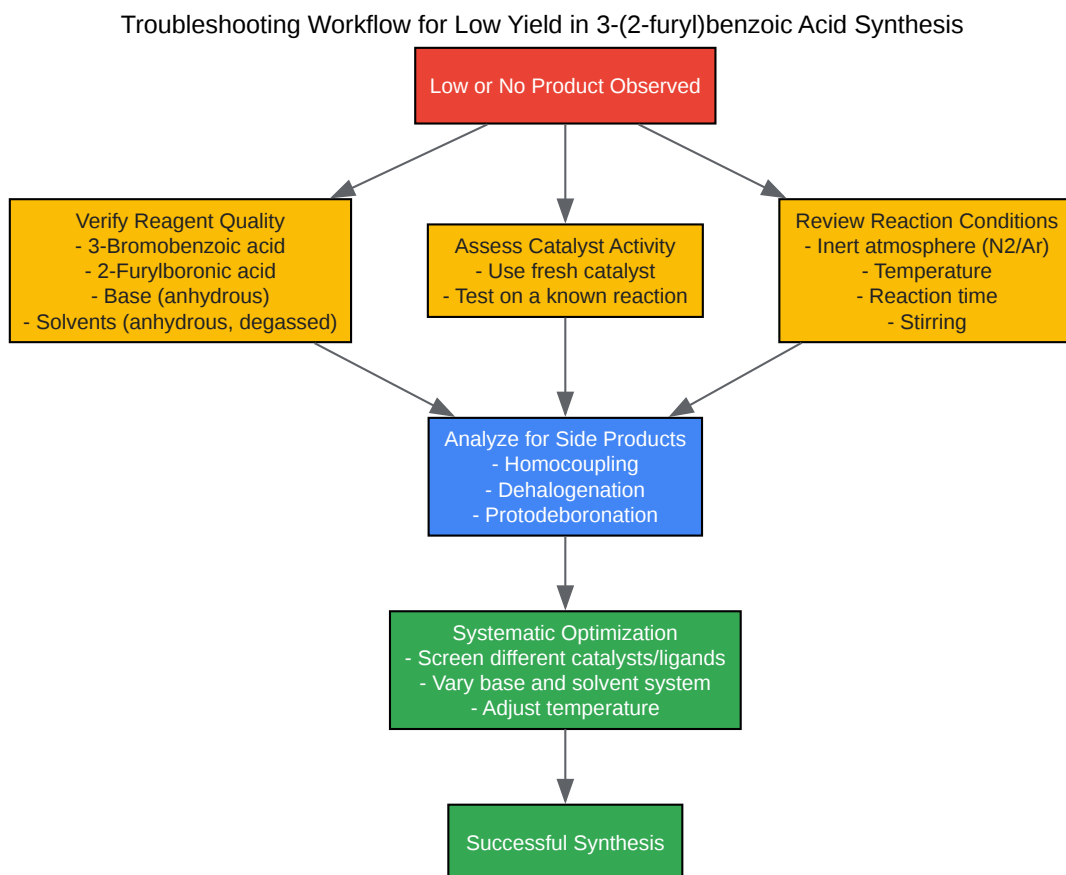 Troubleshooting Workflow for Low Yield in 3-(2-furyl)benzoic Acid Synthesis
Low or No Product Observed
Verify Reagent Quality
- 3-Bromobenzoic acid
- 2-Furylboronic acid
- Base (anhydrous)
- Solvents (anhydrous, degassed)
Assess Catalyst Activity
- Use fresh catalyst
- Test on a known reaction
Review Reaction Conditions
- Inert atmosphere (N2/Ar)
- Temperature
- Reaction time
- Stirring
Analyze for Side Products
- Homocoupling
- Dehalogenation
- Protodeboronation
Systematic Optimization
- Screen different catalysts/ligands
- Vary base and solvent system
- Adjust temperature
Successful Synthesis